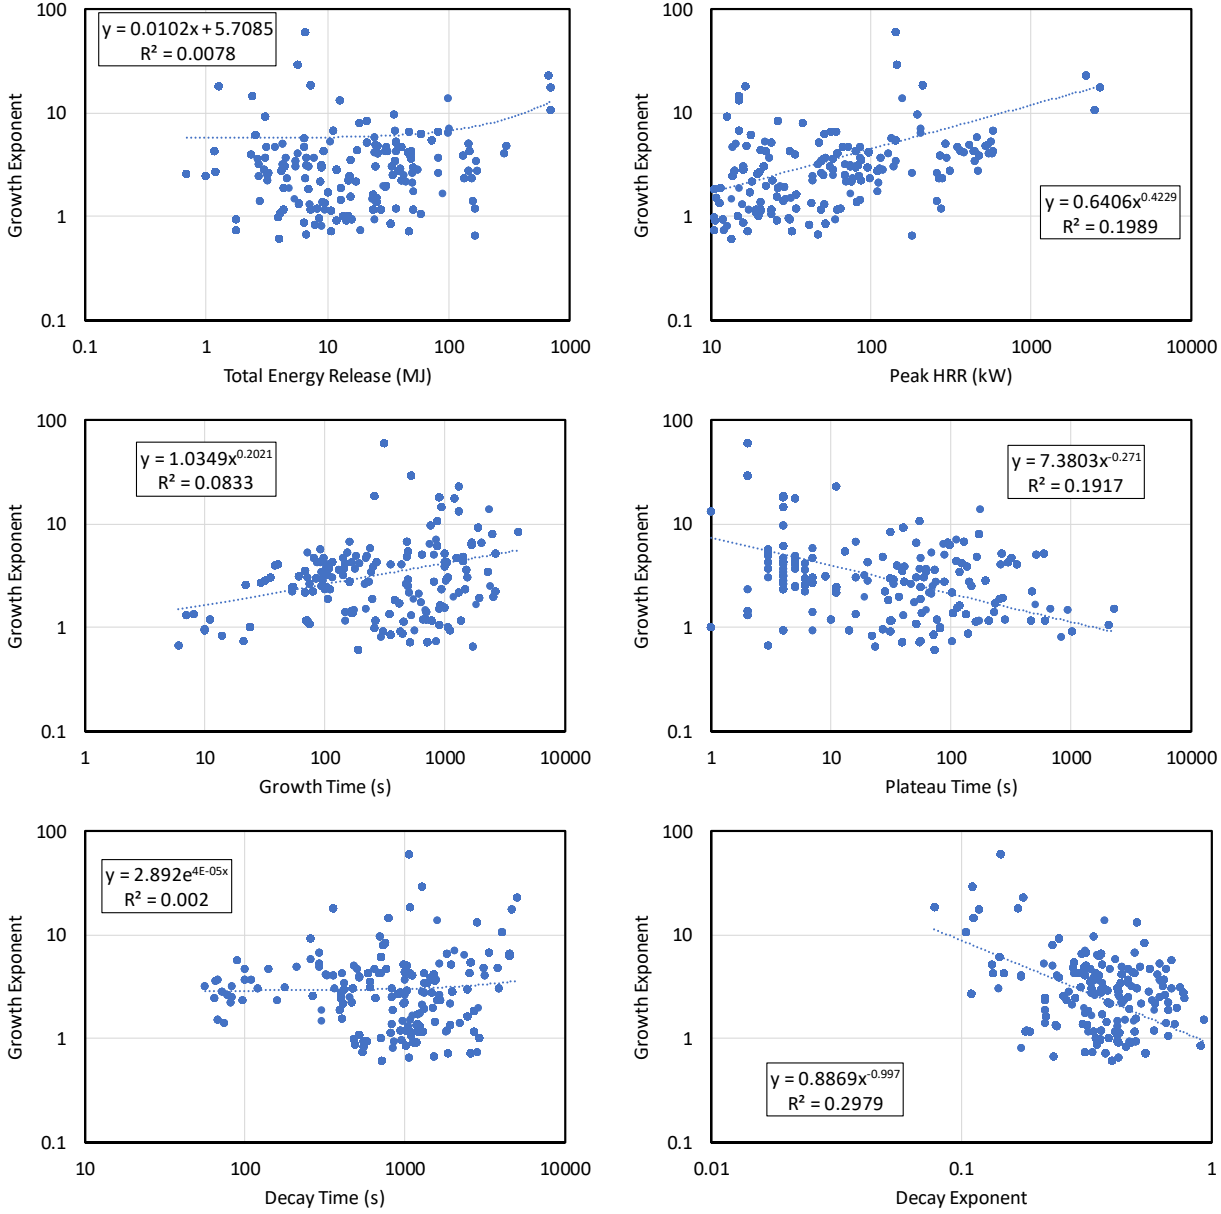 100
10
1
0.1
Growth Exponent
y = 0.0102x + 5.7085
R² = 0.0078
0.1 1 10 100 1000
Total Energy Release (MJ)
100
10
1
0.1
Growth Exponent
y = 0.6406x^0.4229
R² = 0.1989
10 100 1000 10000
Peak HRR (kW)
100
10
1
0.1
Growth Exponent
y = 1.0349x^0.2021
R² = 0.0833
1 10 100 1000 10000
Growth Time (s)
100
10
1
0.1
Growth Exponent
y = 7.3803x^-0.271
R² = 0.1917
1 10 100 1000 10000
Plateau Time (s)
100
10
1
0.1
Growth Exponent
y = 2.892e^4E-05x
R² = 0.002
10 100 1000 10000
Decay Time (s)
100
10
1
0.1
Growth Exponent
y = 0.8869x^-0.997
R² = 0.2979
0.01 0.1 1
Decay Exponent